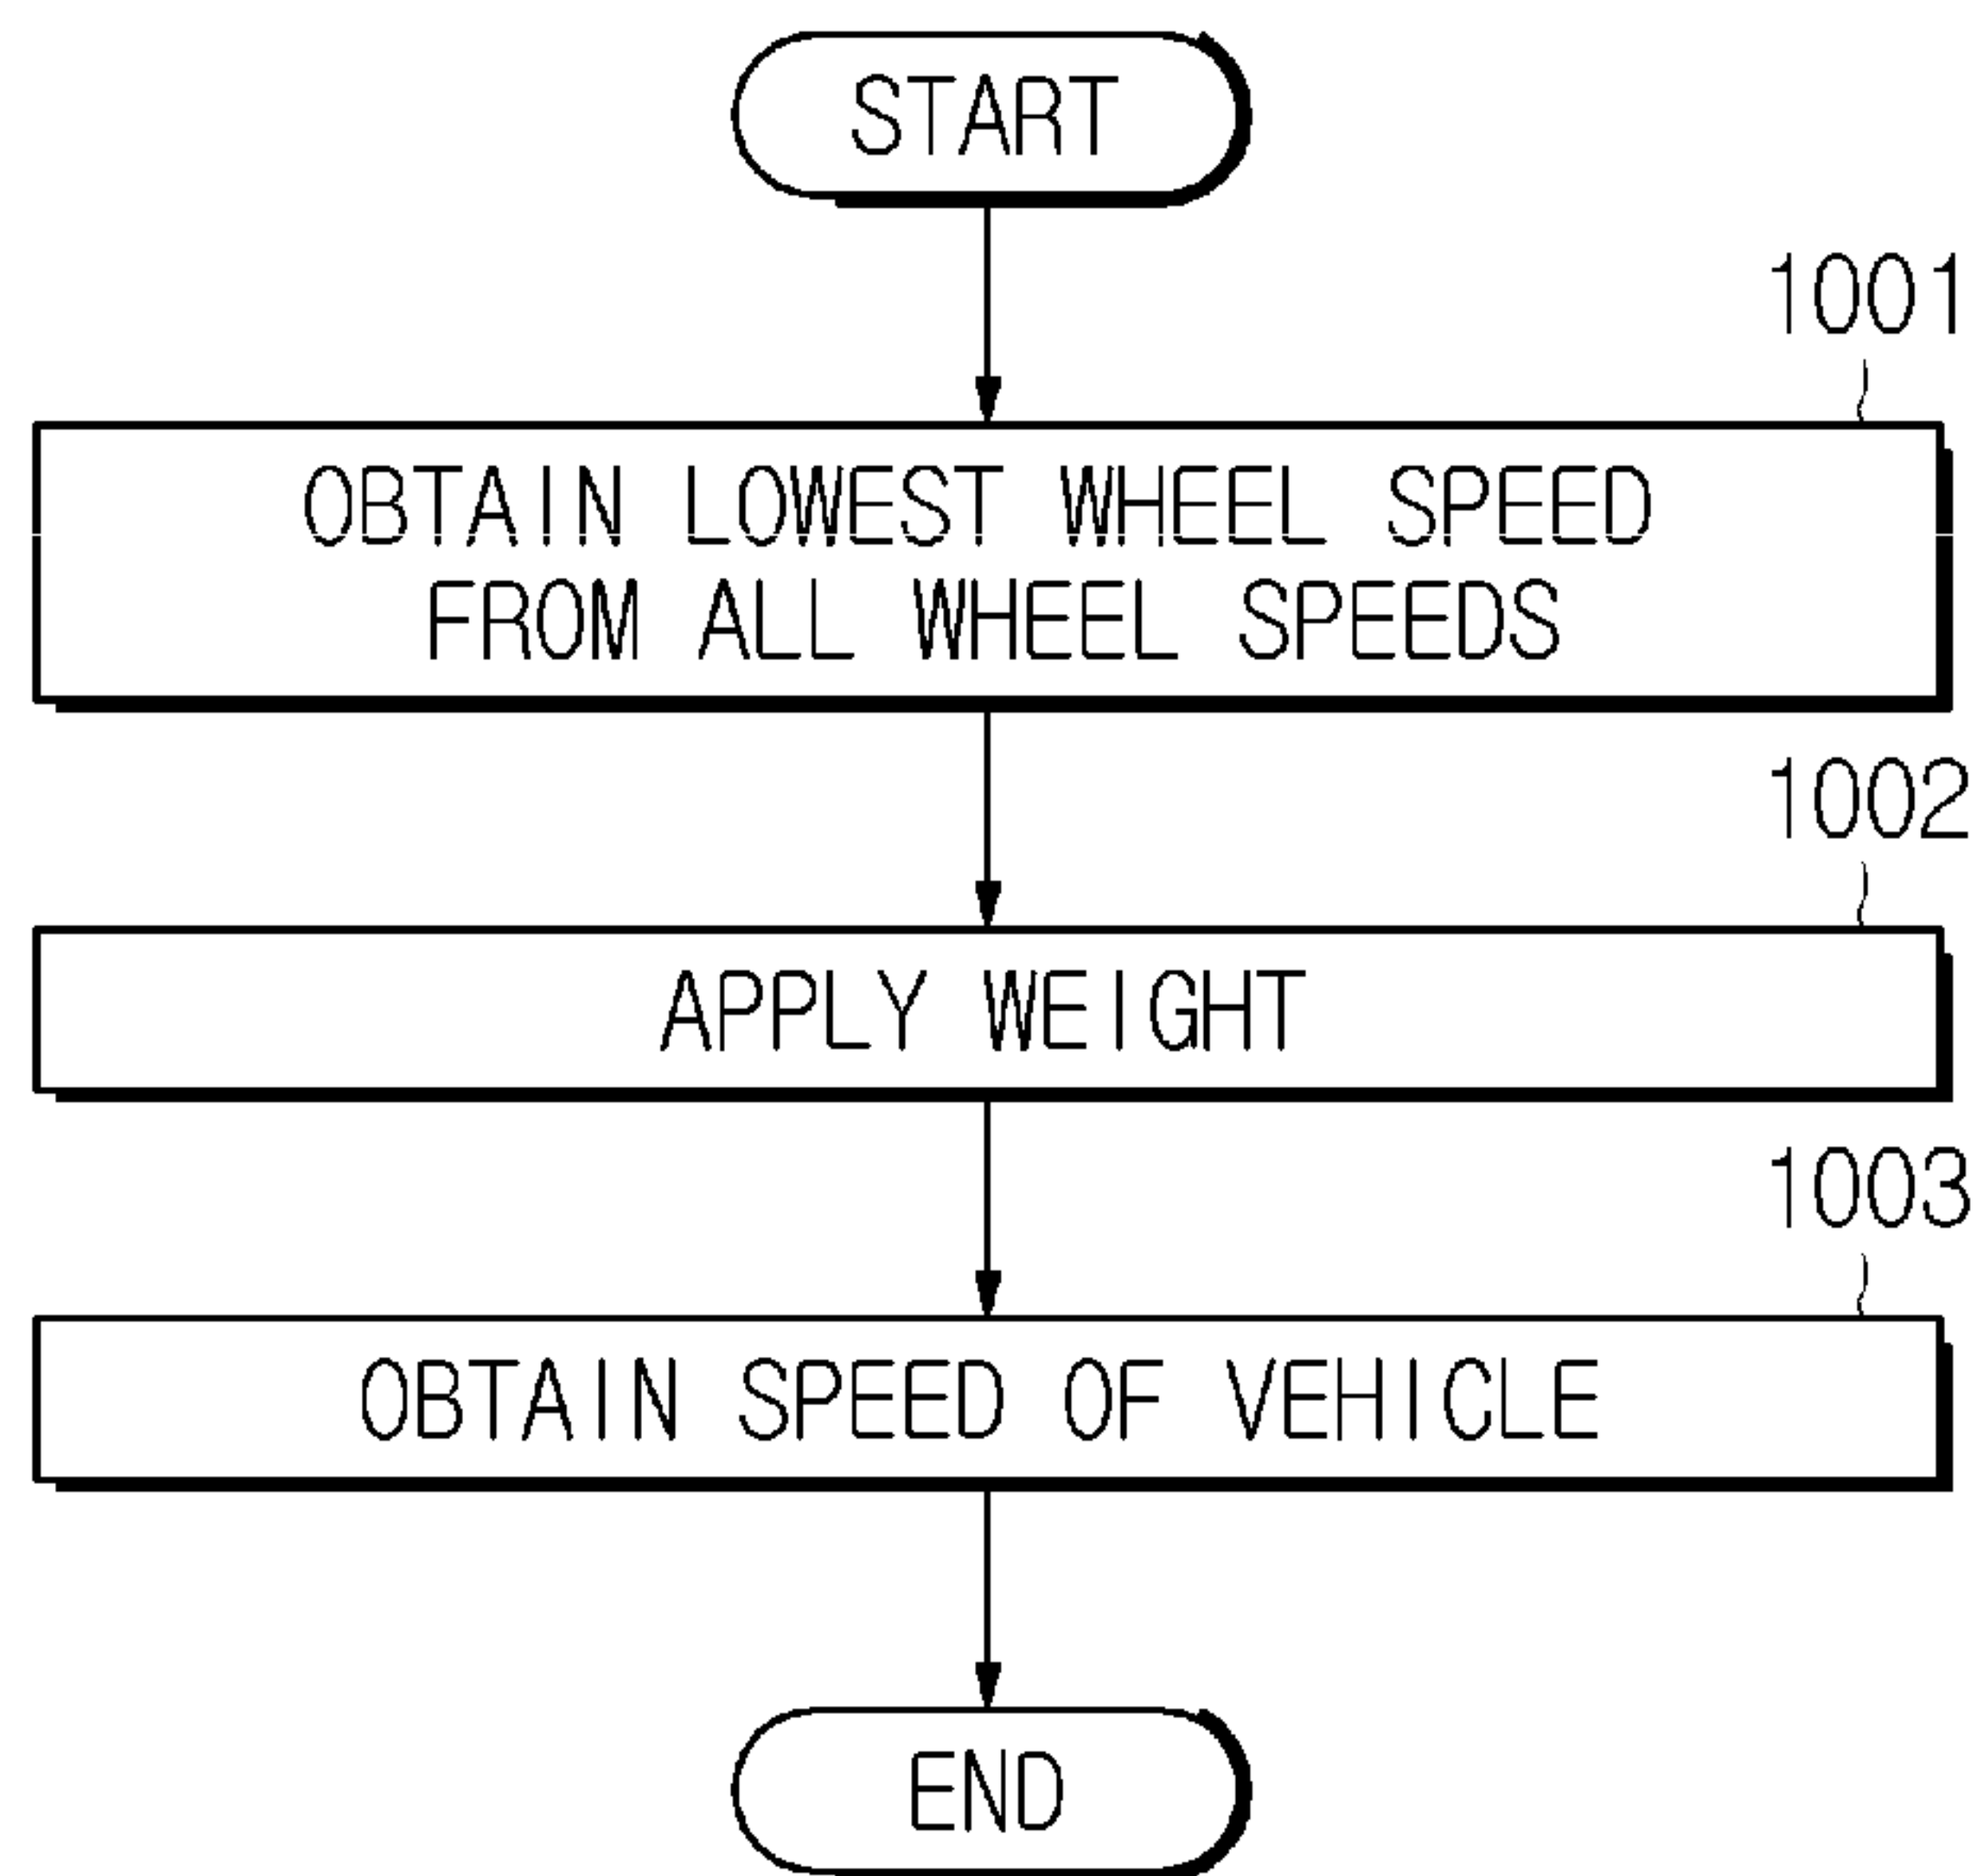 START
1001
OBTAIN LOWEST WHEEL SPEED
FROM ALL WHEEL SPEEDS
1002
APPLY WEIGHT
1003
OBTAIN SPEED OF VEHICLE
END